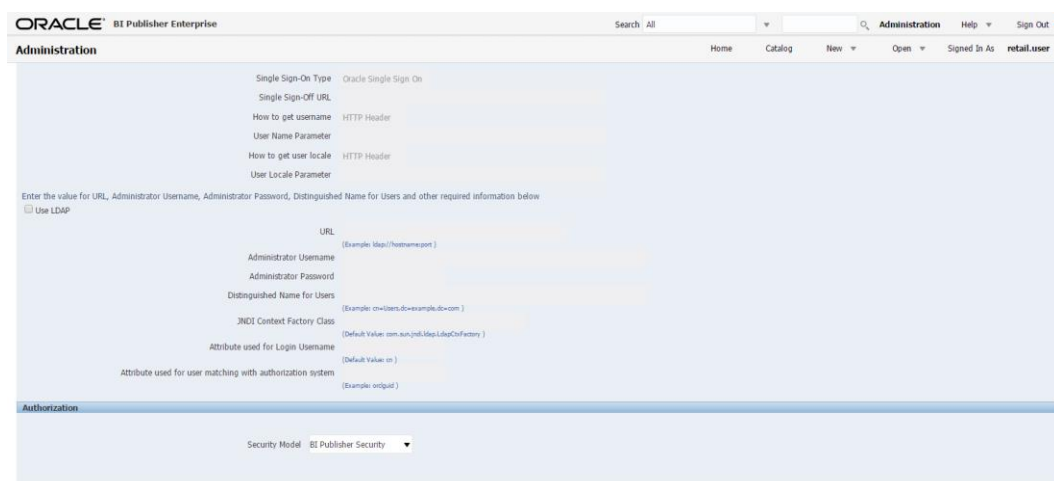 ORACLE BI Publisher Enterprise Search All Administration Help Sign Out
Administration Home Catalog New Open Signed In As retail.user
Single Sign-On Type Oracle Single Sign On
Single Sign-Off URL
How to get username HTTP Header
User Name Parameter
How to get user locale HTTP Header
User Locale Parameter
Enter the value for URL, Administrator Username, Administrator Password, Distinguished Name for Users and other required information below
Use LDAP
URL
(Example: ldap://hostname:port )
Administrator Username
Administrator Password
Distinguished Name for Users
(Example: cn=Users,dc=example,dc=com )
JNDI Context Factory Class
(Default Value: com.sun.jndi.ldap.LdapCtxFactory )
Attribute used for Login Username
(Default Value: cn )
Attribute used for user matching with authorization system
(Example: orclguid )
Authorization
Security Model BI Publisher Security